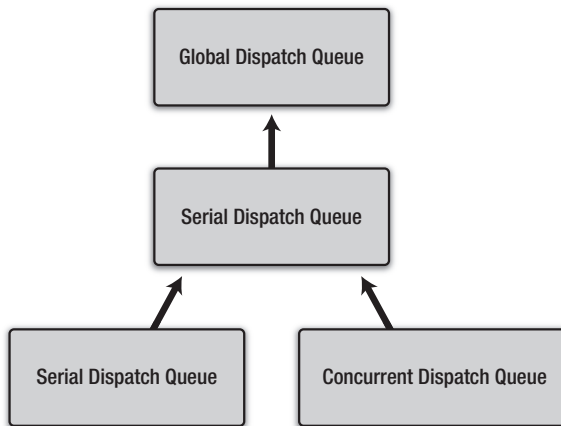 Global Dispatch Queue
Serial Dispatch Queue
Serial Dispatch Queue
Concurrent Dispatch Queue